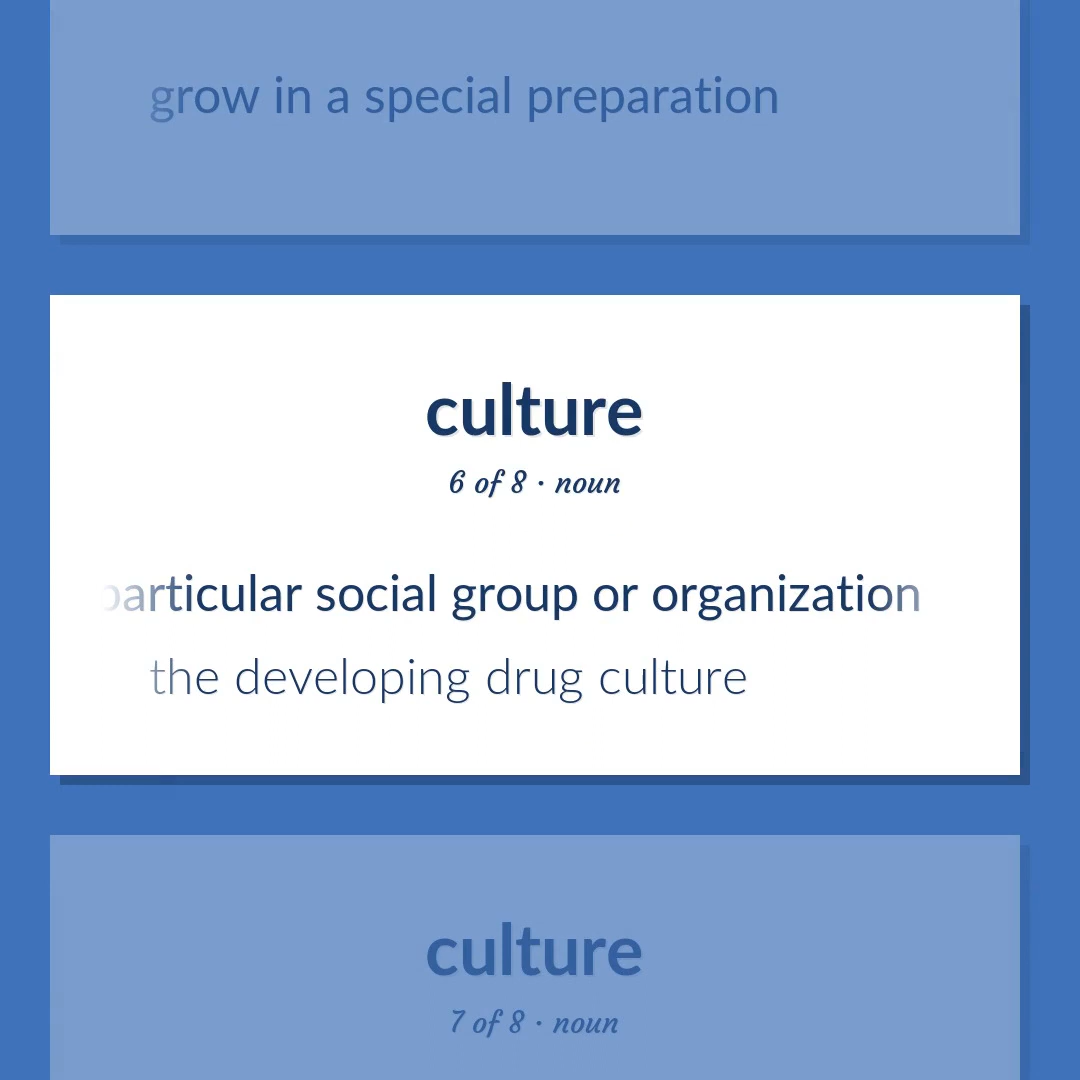 grow in a special preparation
culture
6 of 8 · noun
particular social group or organization
the developing drug culture
culture
7 of 8 · noun